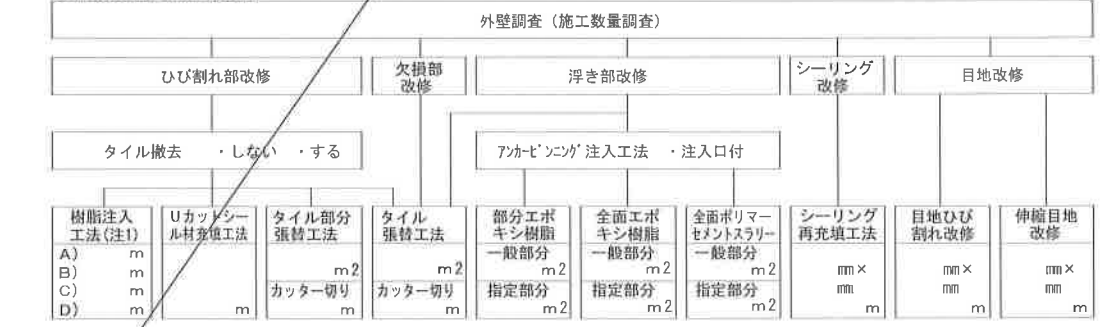 外壁調査（施工数量調査）
ひび割れ部改修
欠損部
改修
浮き部改修
シーリング
改修
目地改修
タイル撤去 ・しない ・する
ｱﾝｶｰﾋﾟﾝﾆﾝｸﾞ注入工法 ・注入口付
樹脂注入
工法(注1)
A) m
B) m
C) m
D) m
Uカットシー
ル材充填工法
m
タイル部分
張替工法
m2
カッター切り
m
タイル
張替工法
m2
カッター切り
m
部分エポ
キシ樹脂
一般部分
m2
指定部分
m2
全面エポ
キシ樹脂
一般部分
m2
指定部分
m2
全面ポリマー
セメントスラリー
一般部分
m2
指定部分
m2
シーリング
再充填工法
mm×
mm
m
目地ひび
割れ改修
mm×
mm
m
伸縮目地
改修
mm×
mm
m